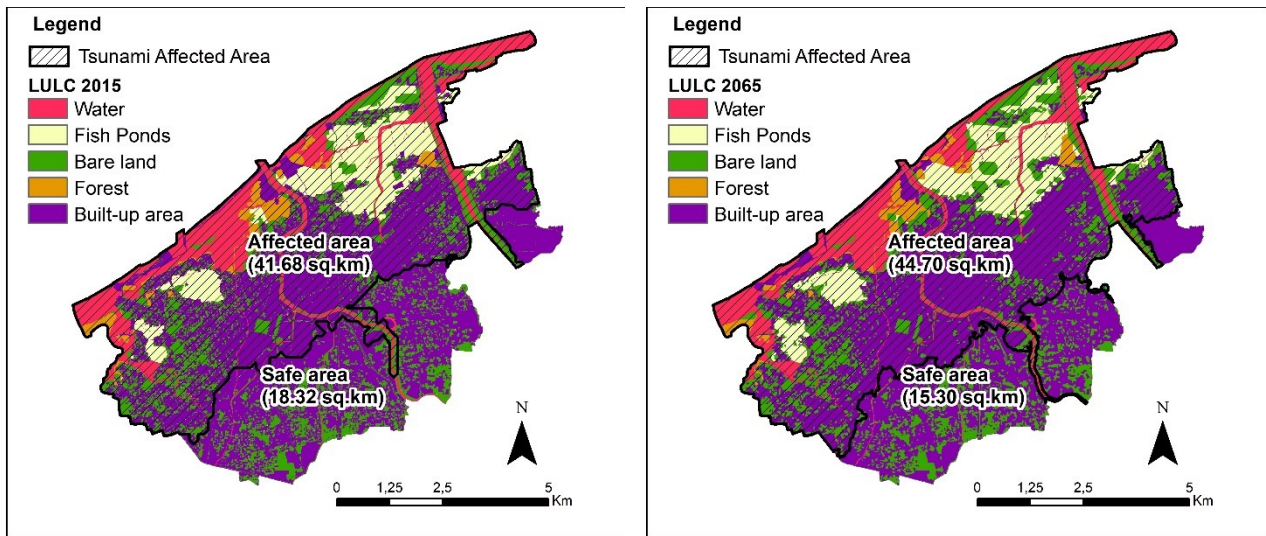 Legend
Tsunami Affected Area
LULC 2015
Water
Fish Ponds
Bare land
Forest
Built-up area
Affected area
(41.68 sq.km)
Safe area
(18.32 sq.km)
N
0 1,25 2,5 5
Km
Legend
Tsunami Affected Area
LULC 2065
Water
Fish Ponds
Bare land
Forest
Built-up area
Affected area
(44.70 sq.km)
Safe area
(15.30 sq.km)
N
0 1,25 2,5 5
Km